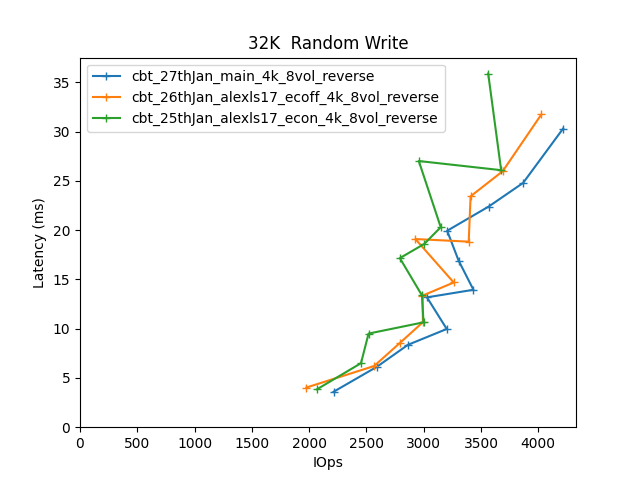 32K  Random Write
cbt_27thJan_main_4k_8vol_reverse
cbt_26thJan_alexls17_ecoff_4k_8vol_reverse
cbt_25thJan_alexls17_econ_4k_8vol_reverse
35
30
25
20
15
10
5
0
Latency (ms)
0 500 1000 1500 2000 2500 3000 3500 4000
IOps